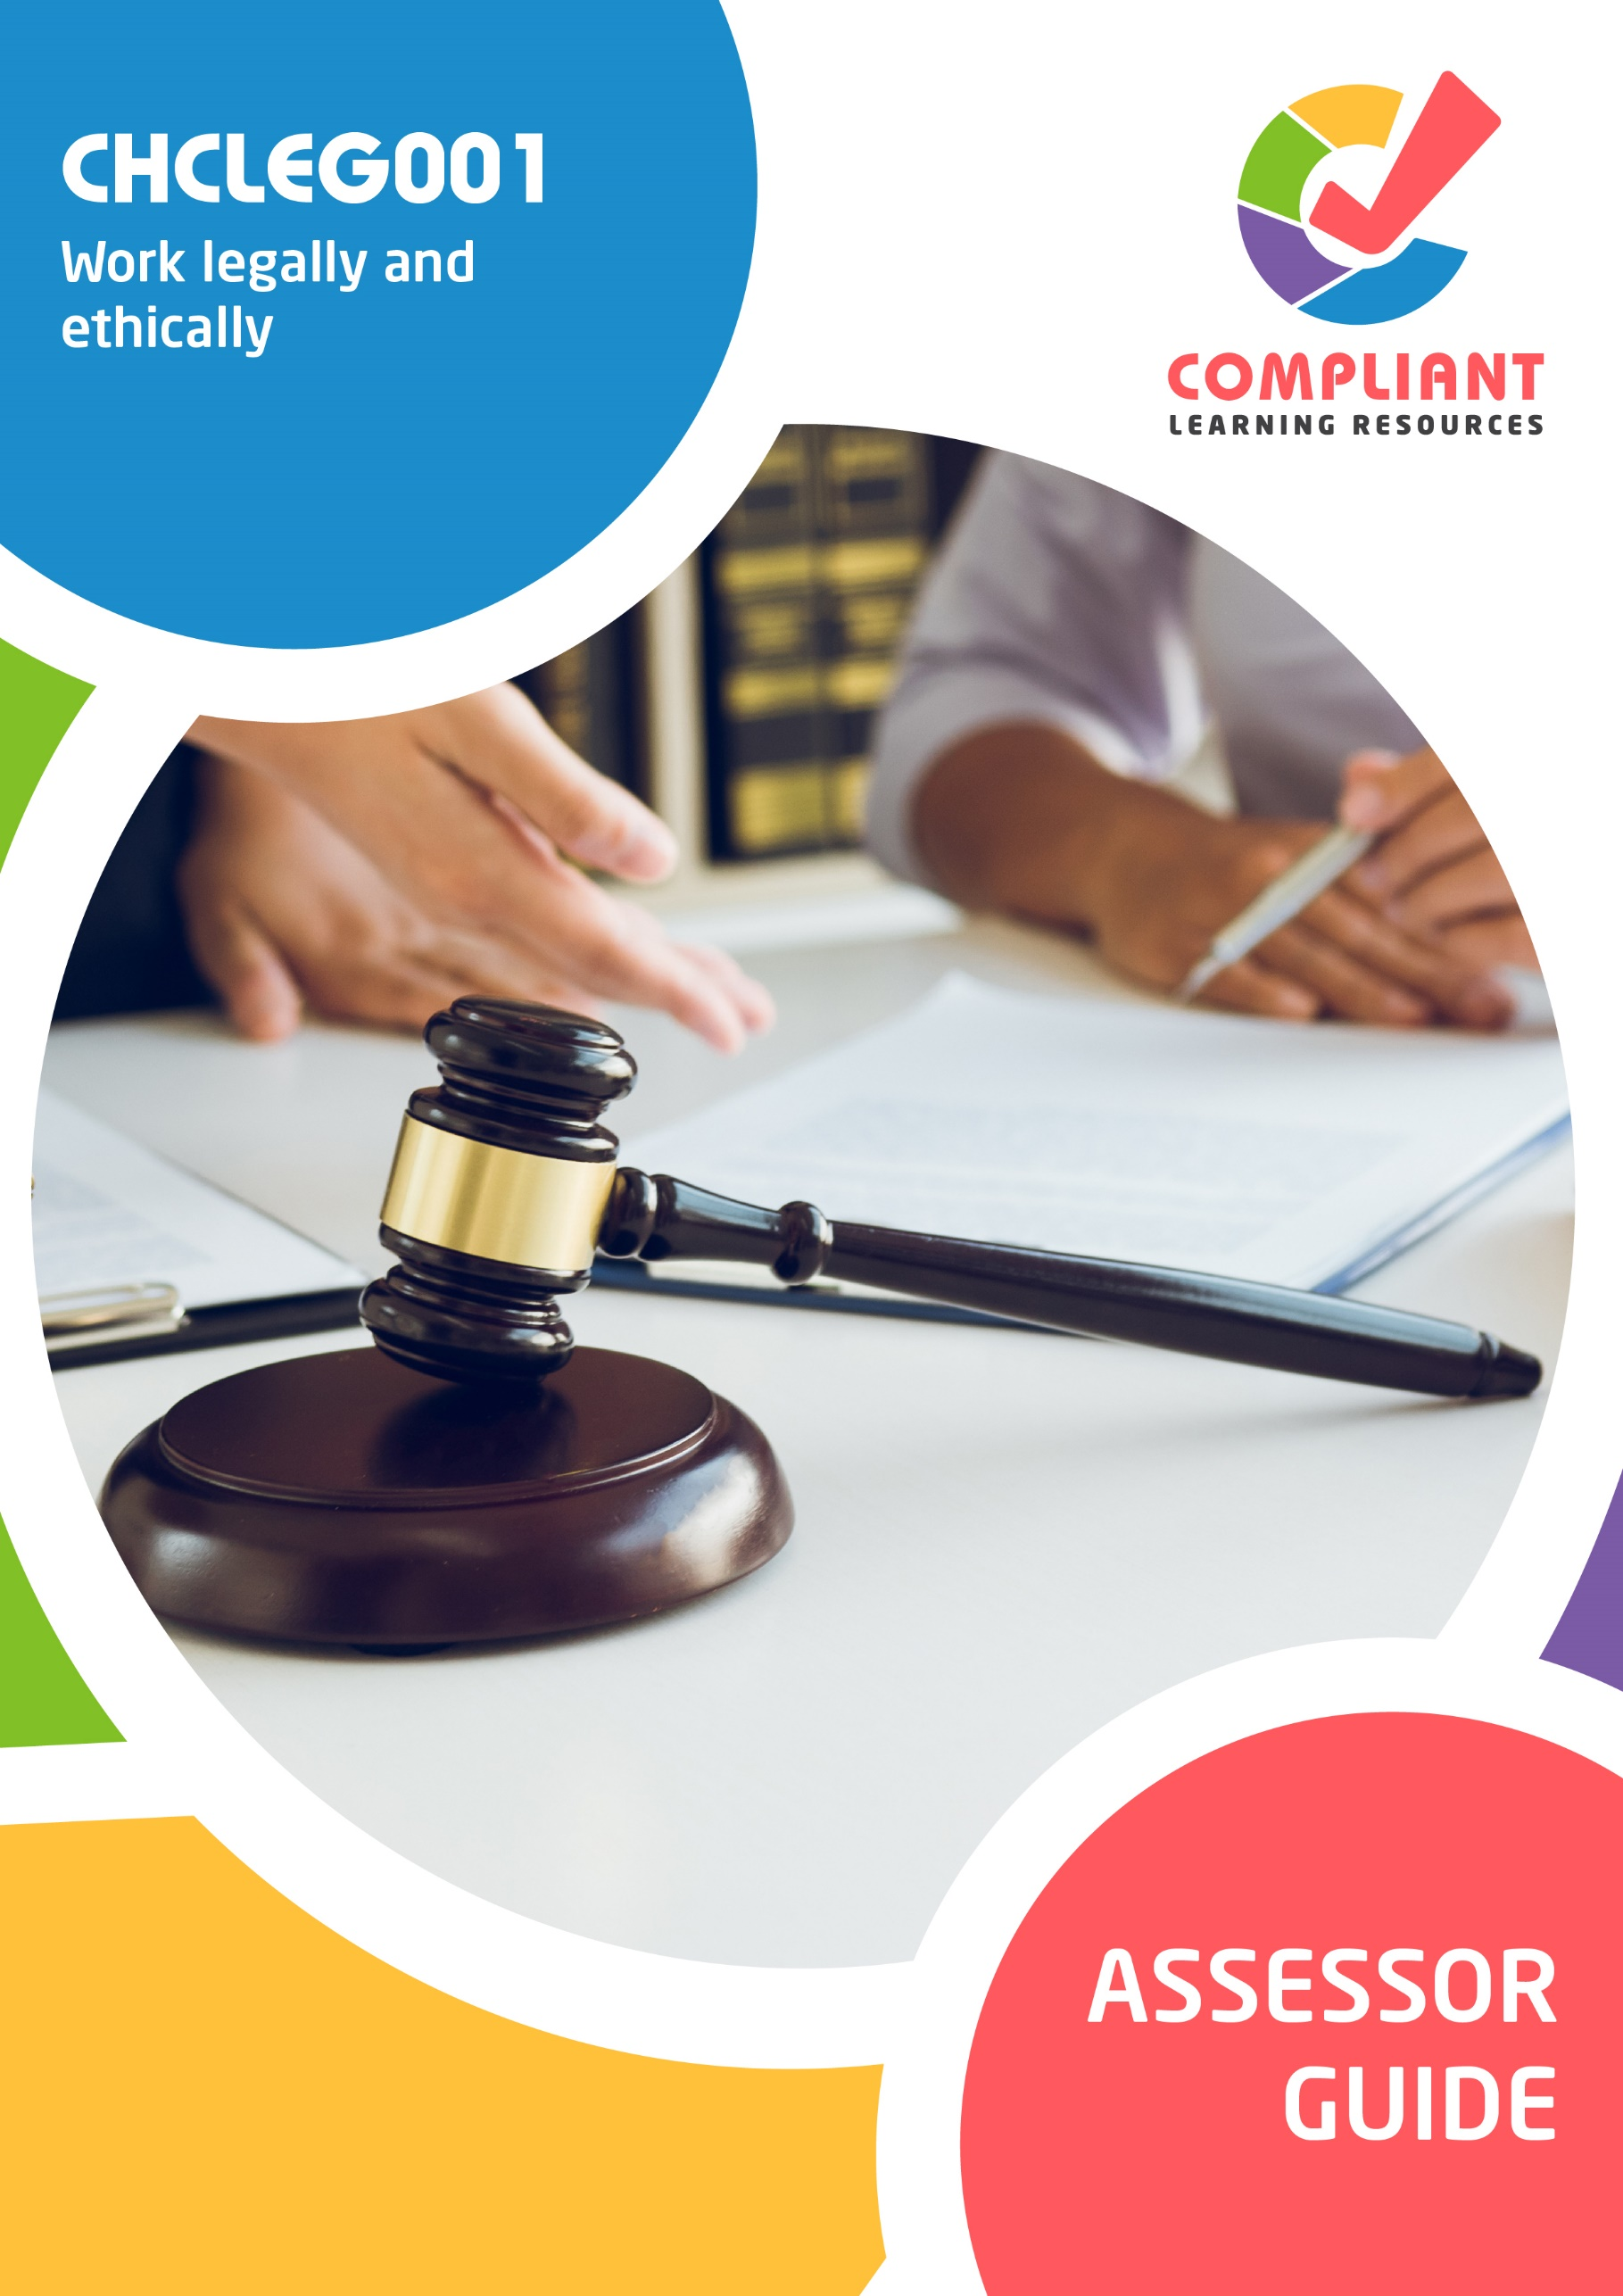 CHCLEG001
Work legally and
ethically
COMPLIANT
LEARNING RESOURCES
ASSESSOR
GUIDE